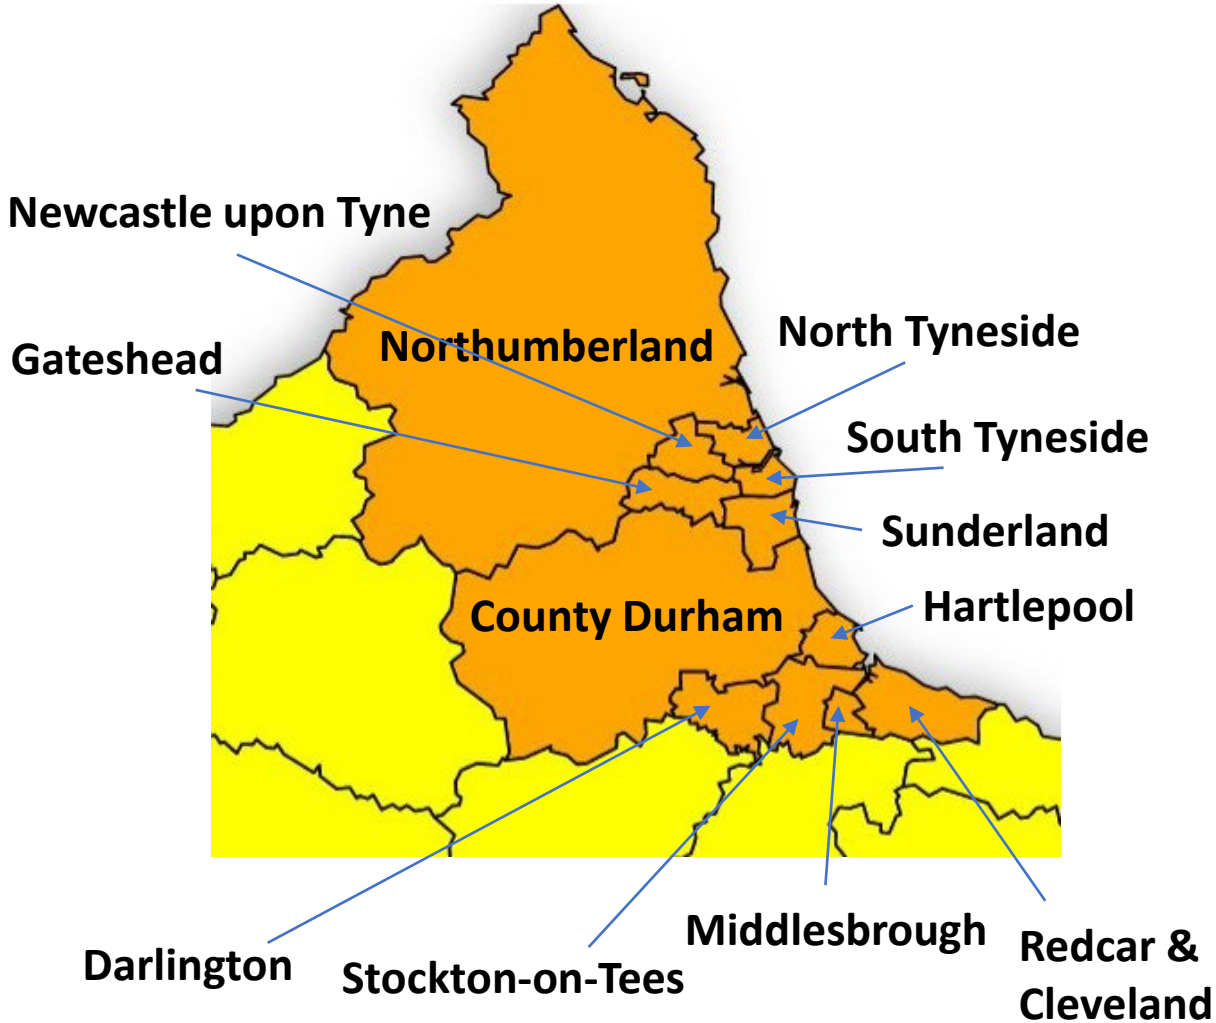 Newcastle upon Tyne
Northumberland
North Tyneside
Gateshead
South Tyneside
Sunderland
Hartlepool
County Durham
Middlesbrough
Redcar &
Cleveland
Darlington
Stockton-on-Tees